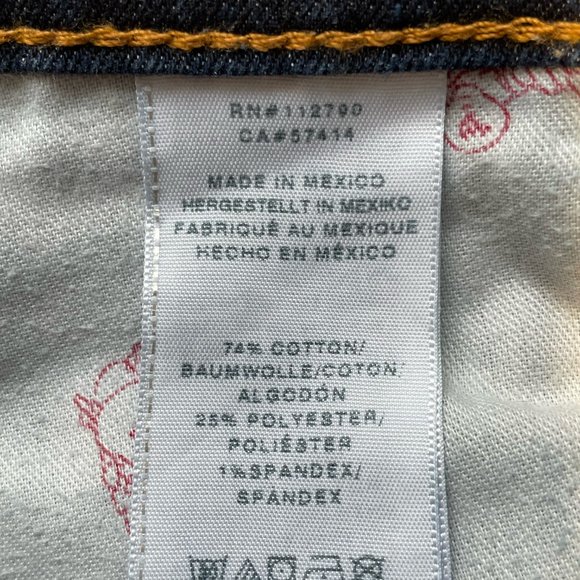 RN#112790
CA#57414
MADE IN MEXICO
HERGESTELLT IN MEXIKO
FABRIQUÉ AU MEXIQUE
HECHO EN MÉXICO
74% COTTON/
BAUMWOLLE/COTON/
ALGODÓN
25% POLYESTER/
POLIÉSTER
1% SPANDEX/
SPANDEX